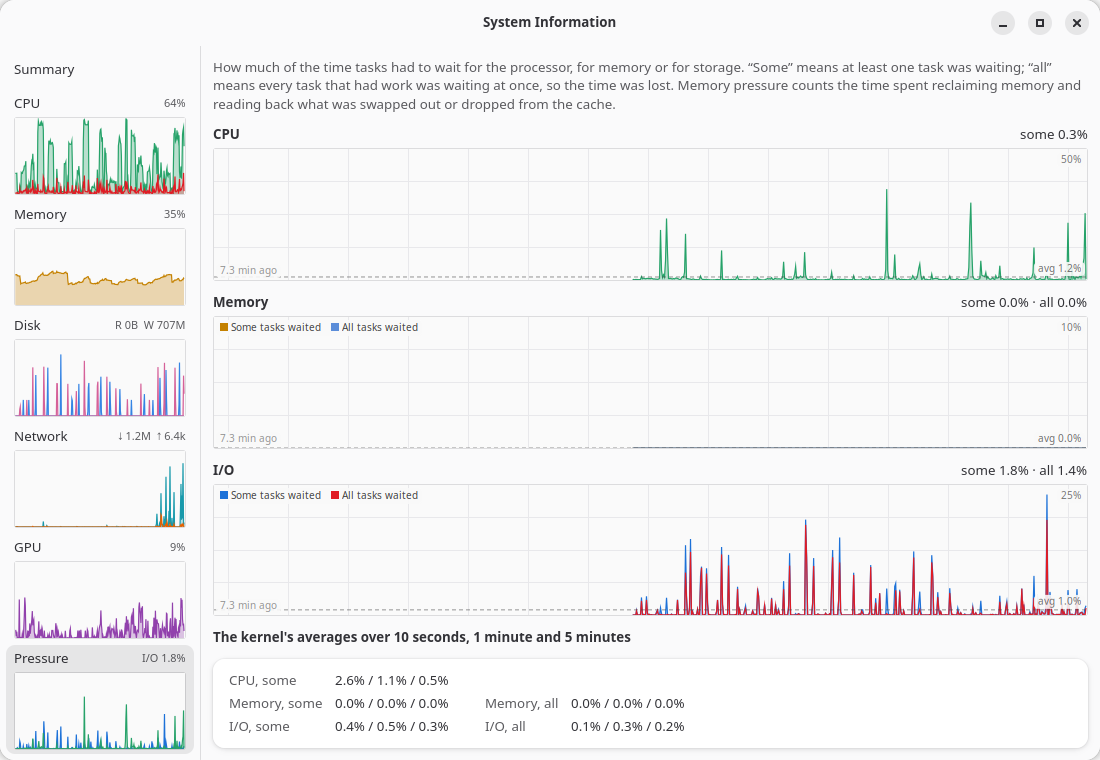 System Information
Summary
CPU 64%
Memory 35%
Disk R 0B W 707M
Network ↓1.2M ↑6.4k
GPU 9%
Pressure I/O 1.8%
How much of the time tasks had to wait for the processor, for memory or for storage. “Some” means at least one task was waiting; “all”
means every task that had work was waiting at once, so the time was lost. Memory pressure counts the time spent reclaiming memory and
reading back what was swapped out or dropped from the cache.
CPU some 0.3%
50%
7.3 min ago avg 1.2%
Memory some 0.0% · all 0.0%
Some tasks waited All tasks waited 10%
7.3 min ago avg 0.0%
I/O some 1.8% · all 1.4%
Some tasks waited All tasks waited 25%
7.3 min ago avg 1.0%
The kernel's averages over 10 seconds, 1 minute and 5 minutes
CPU, some 2.6% / 1.1% / 0.5%
Memory, some 0.0% / 0.0% / 0.0% Memory, all 0.0% / 0.0% / 0.0%
I/O, some 0.4% / 0.5% / 0.3% I/O, all 0.1% / 0.3% / 0.2%